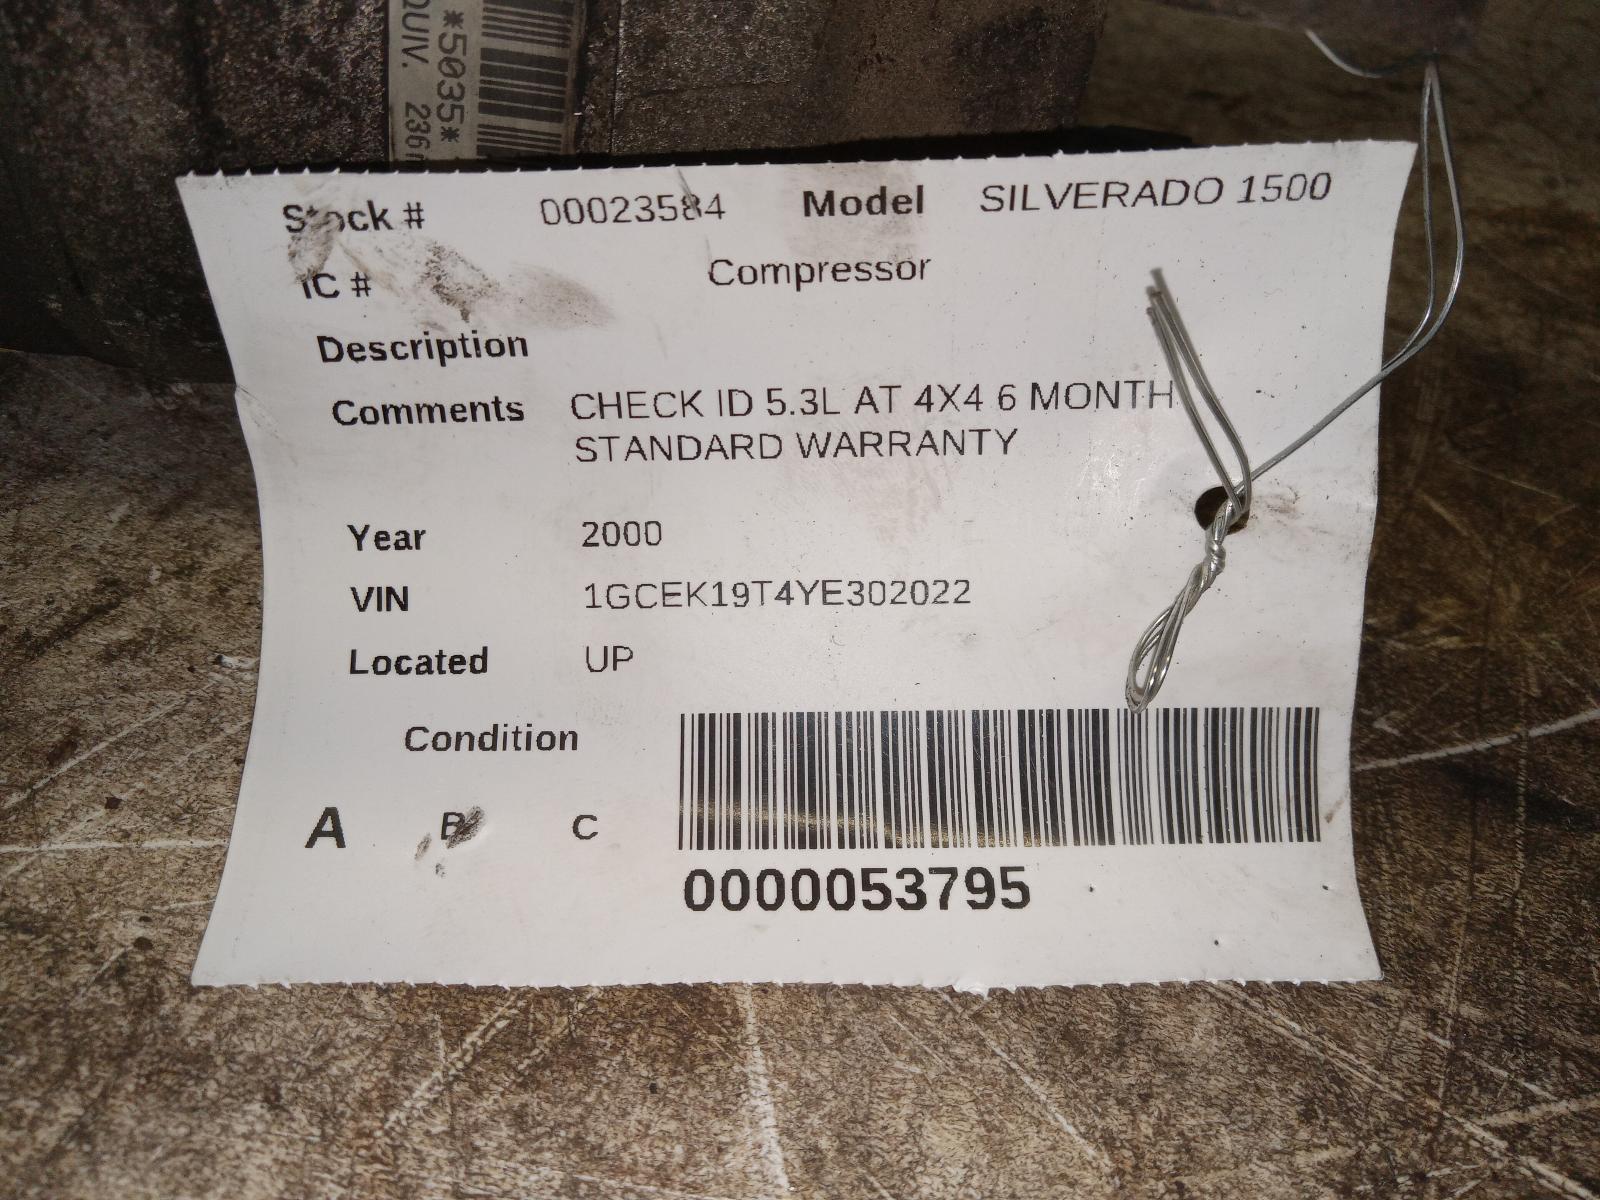 *5035*
QUIV. 236
Stock # 00023584 Model SILVERADO 1500
IC # Compressor
Description
Comments CHECK ID 5.3L AT 4X4 6 MONTH
STANDARD WARRANTY
Year 2000
VIN 1GCEK19T4YE302022
Located UP
Condition
A B C
0000053795